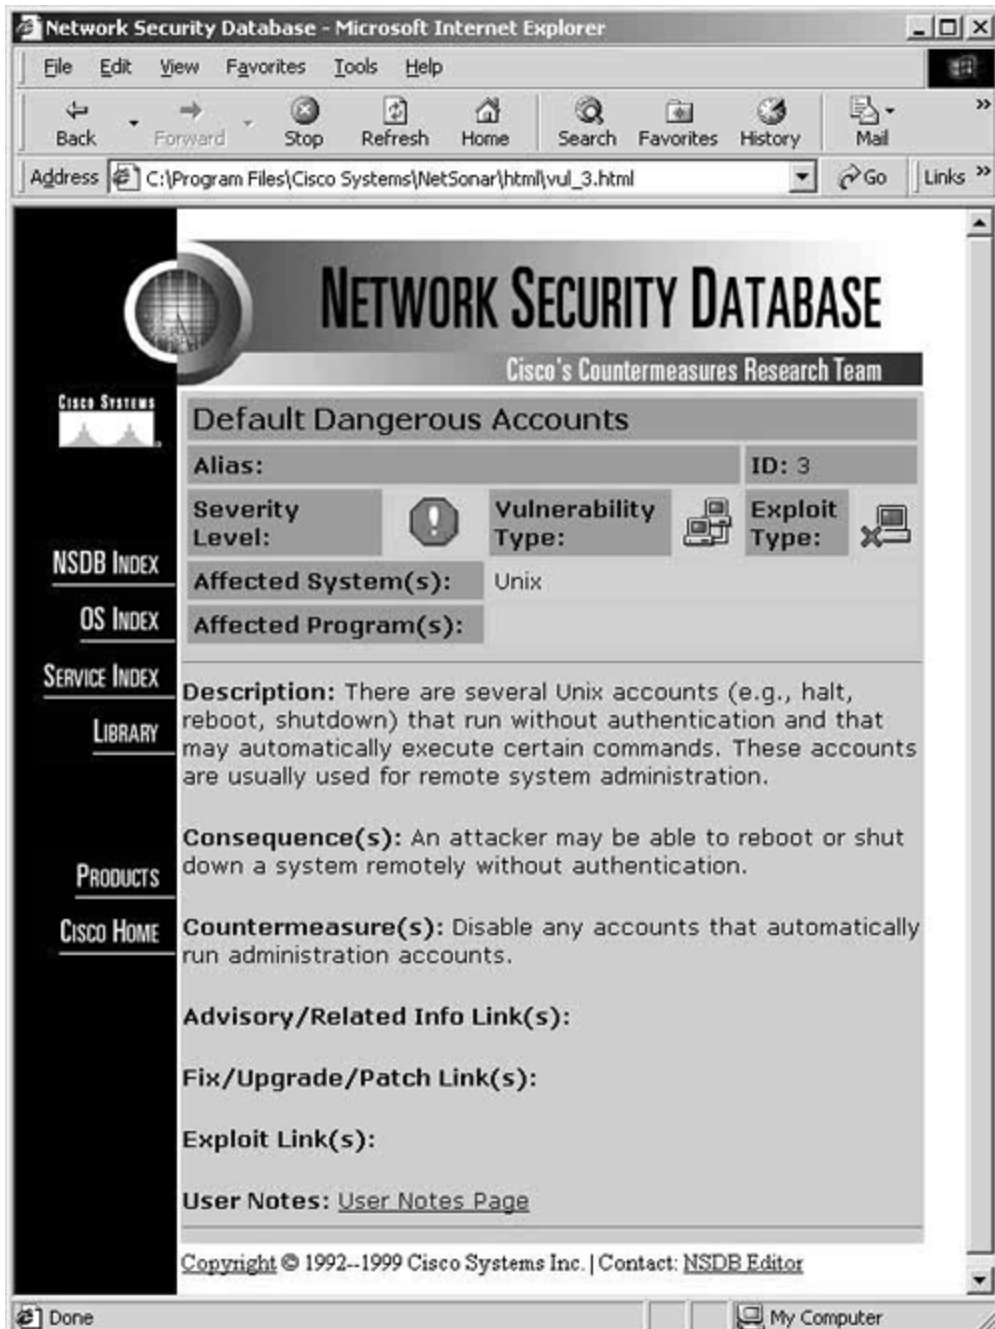 Network Security Database - Microsoft Internet Explorer
File Edit View Favorites Tools Help
Back Forward Stop Refresh Home Search Favorites History Mail »
Address C:\Program Files\Cisco Systems\NetSonar\html\vul_3.html Go Links »
NETWORK SECURITY DATABASE
Cisco's Countermeasures Research Team
CISCO SYSTEMS
Default Dangerous Accounts
Alias: ID: 3
Severity Level: Vulnerability Type: Exploit Type:
Affected System(s): Unix
Affected Program(s):
NSDB INDEX
OS INDEX
SERVICE INDEX
LIBRARY
PRODUCTS
CISCO HOME
Description: There are several Unix accounts (e.g., halt,
reboot, shutdown) that run without authentication and that
may automatically execute certain commands. These accounts
are usually used for remote system administration.
Consequence(s): An attacker may be able to reboot or shut
down a system remotely without authentication.
Countermeasure(s): Disable any accounts that automatically
run administration accounts.
Advisory/Related Info Link(s):
Fix/Upgrade/Patch Link(s):
Exploit Link(s):
User Notes: User Notes Page
Copyright © 1992--1999 Cisco Systems Inc. | Contact: NSDB Editor
Done My Computer